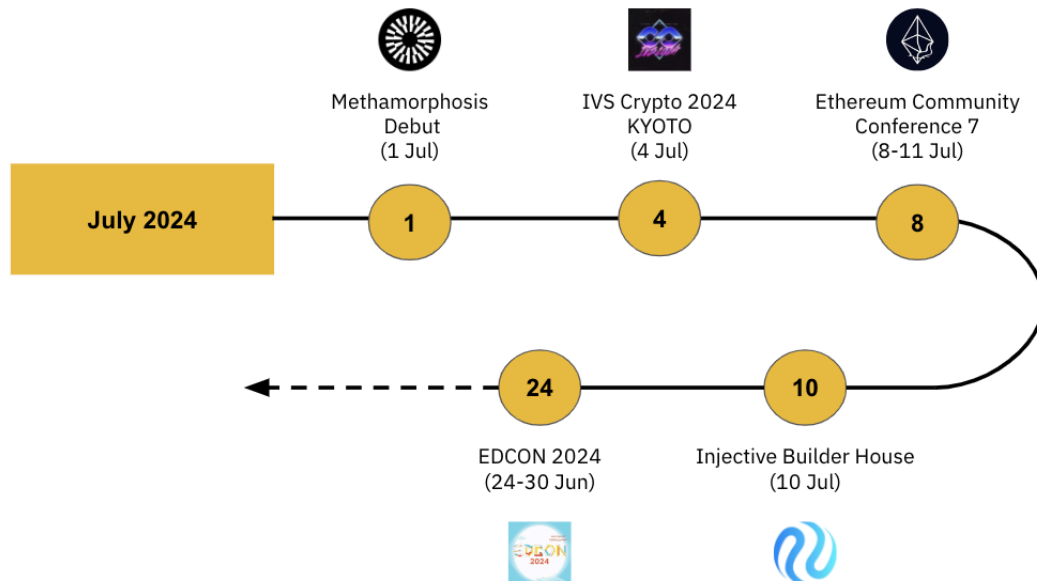 Methamorphosis
Debut
(1 Jul)
IVS Crypto 2024
KYOTO
(4 Jul)
Ethereum Community
Conference 7
(8-11 Jul)
July 2024
1
4
8
24
10
EDCON 2024
(24-30 Jun)
Injective Builder House
(10 Jul)
EDCON
2024